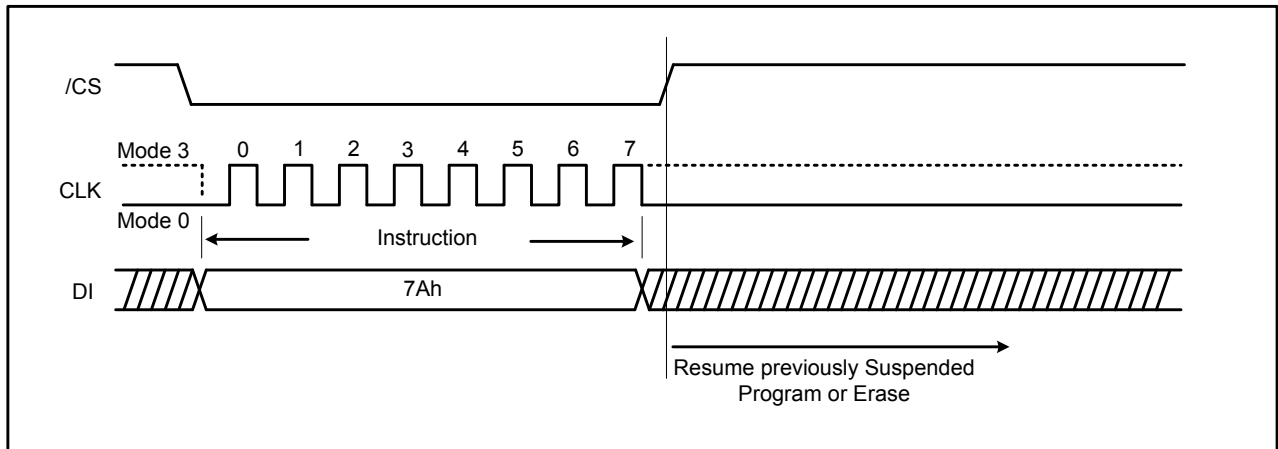 /CS
Mode 3
0 1 2 3 4 5 6 7
CLK
Mode 0
Instruction
DI
7Ah
Resume previously Suspended
Program or Erase